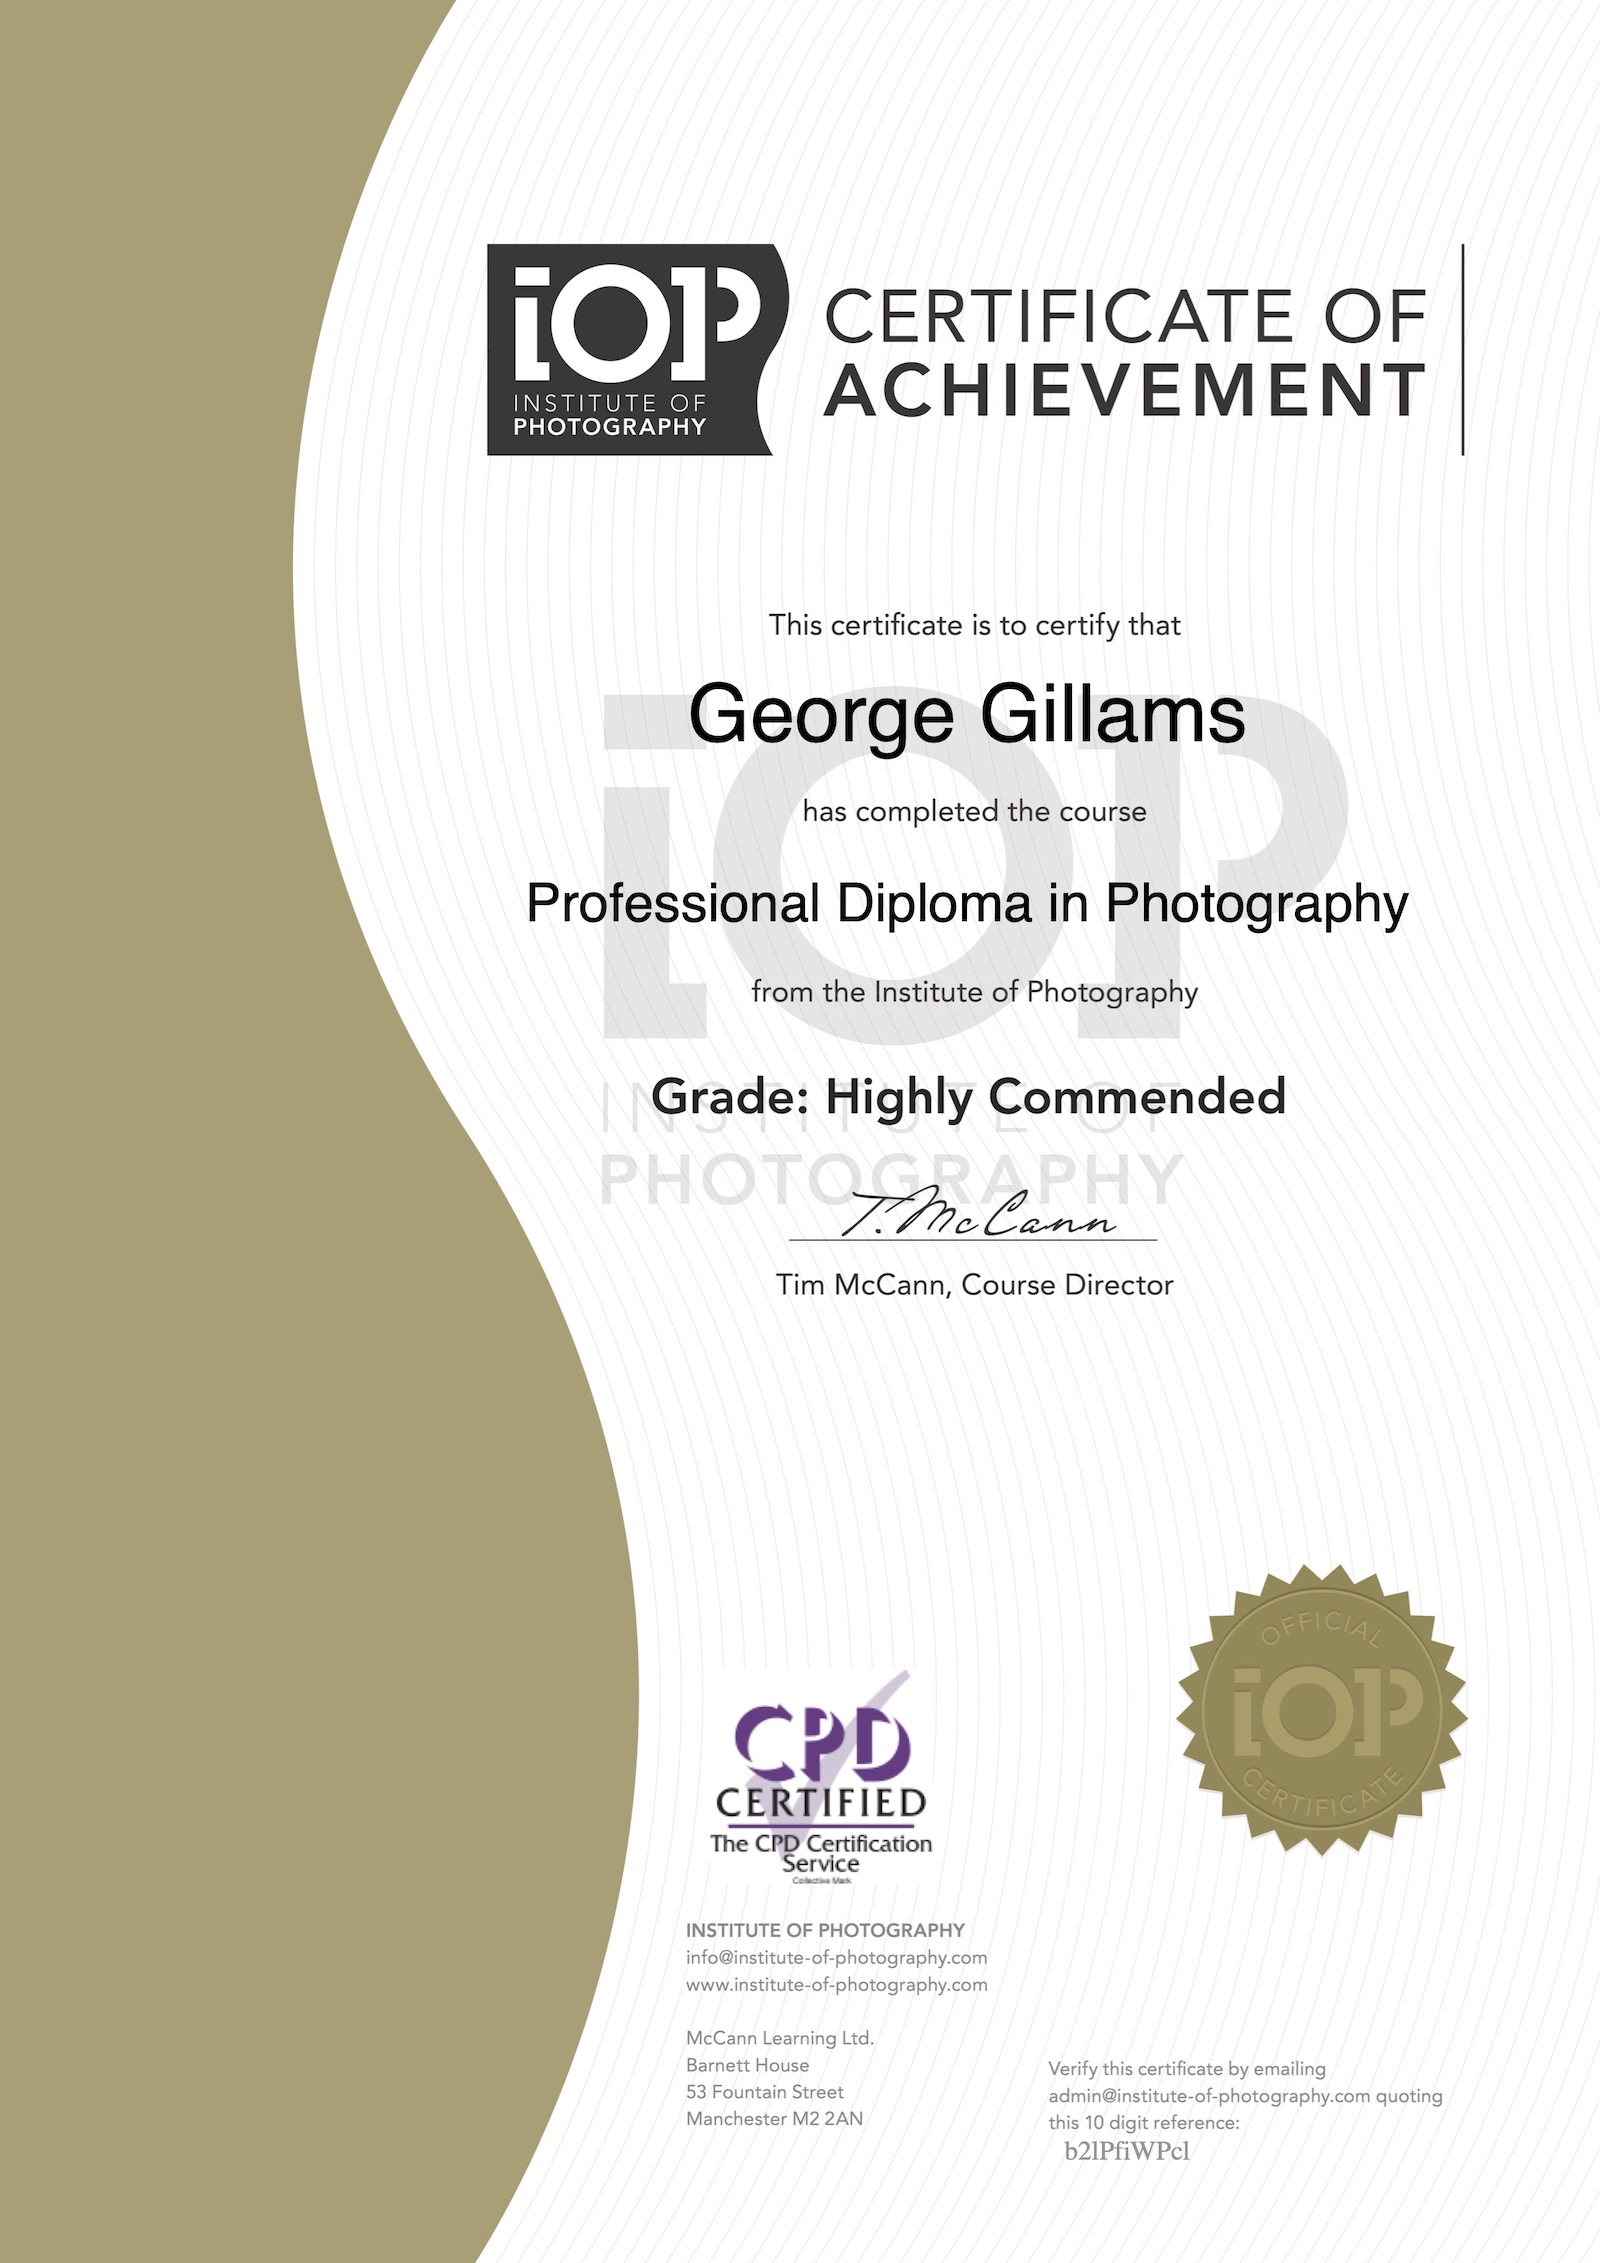 iOP
INSTITUTE OF
PHOTOGRAPHY
CERTIFICATE OF
ACHIEVEMENT
This certificate is to certify that
George Gillams
has completed the course
Professional Diploma in Photography
from the Institute of Photography
Grade: Highly Commended
iOP
INSTITUTE OF
PHOTOGRAPHY
T. McCann
Tim McCann, Course Director
OFFICIAL
iOP
CERTIFICATE
CPD
CERTIFIED
The CPD Certification
Service
Collective Mark
INSTITUTE OF PHOTOGRAPHY
info@institute-of-photography.com
www.institute-of-photography.com
McCann Learning Ltd.
Barnett House
53 Fountain Street
Manchester M2 2AN
Verify this certificate by emailing
admin@institute-of-photography.com quoting
this 10 digit reference:
b2lPfiWPcl